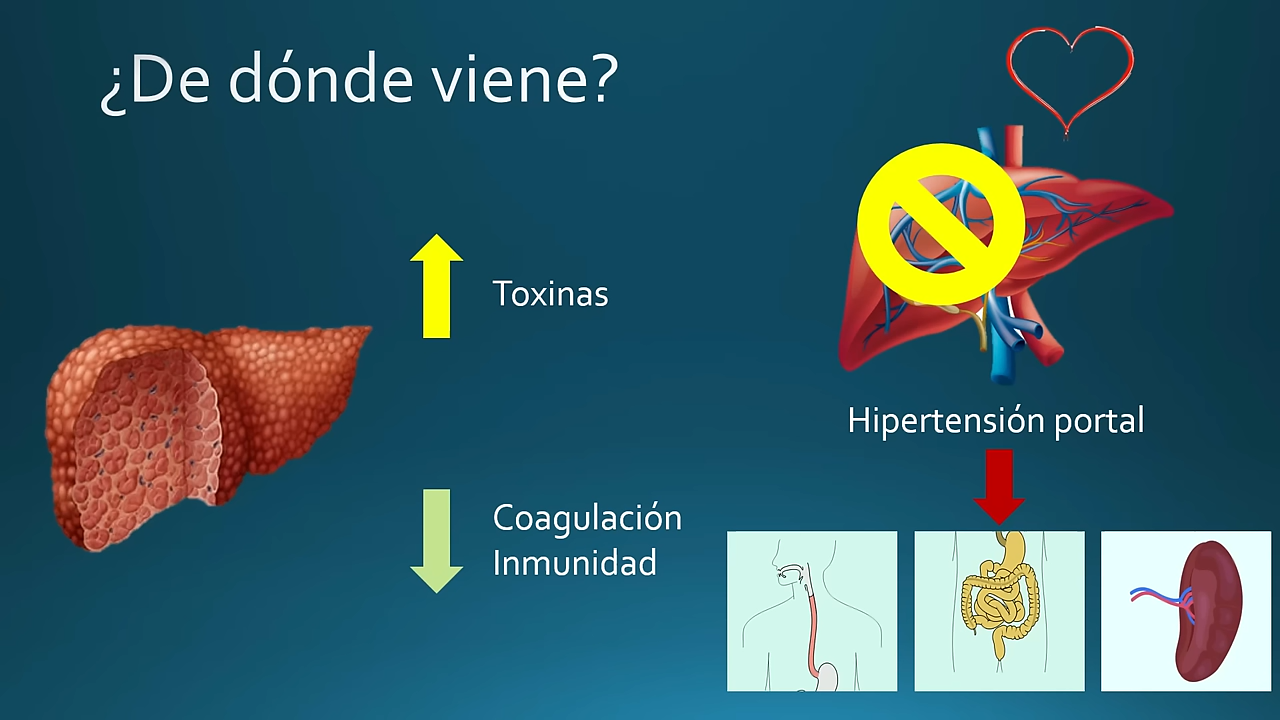 ¿De dónde viene?
Toxinas
Coagulación
Inmunidad
Hipertensión portal